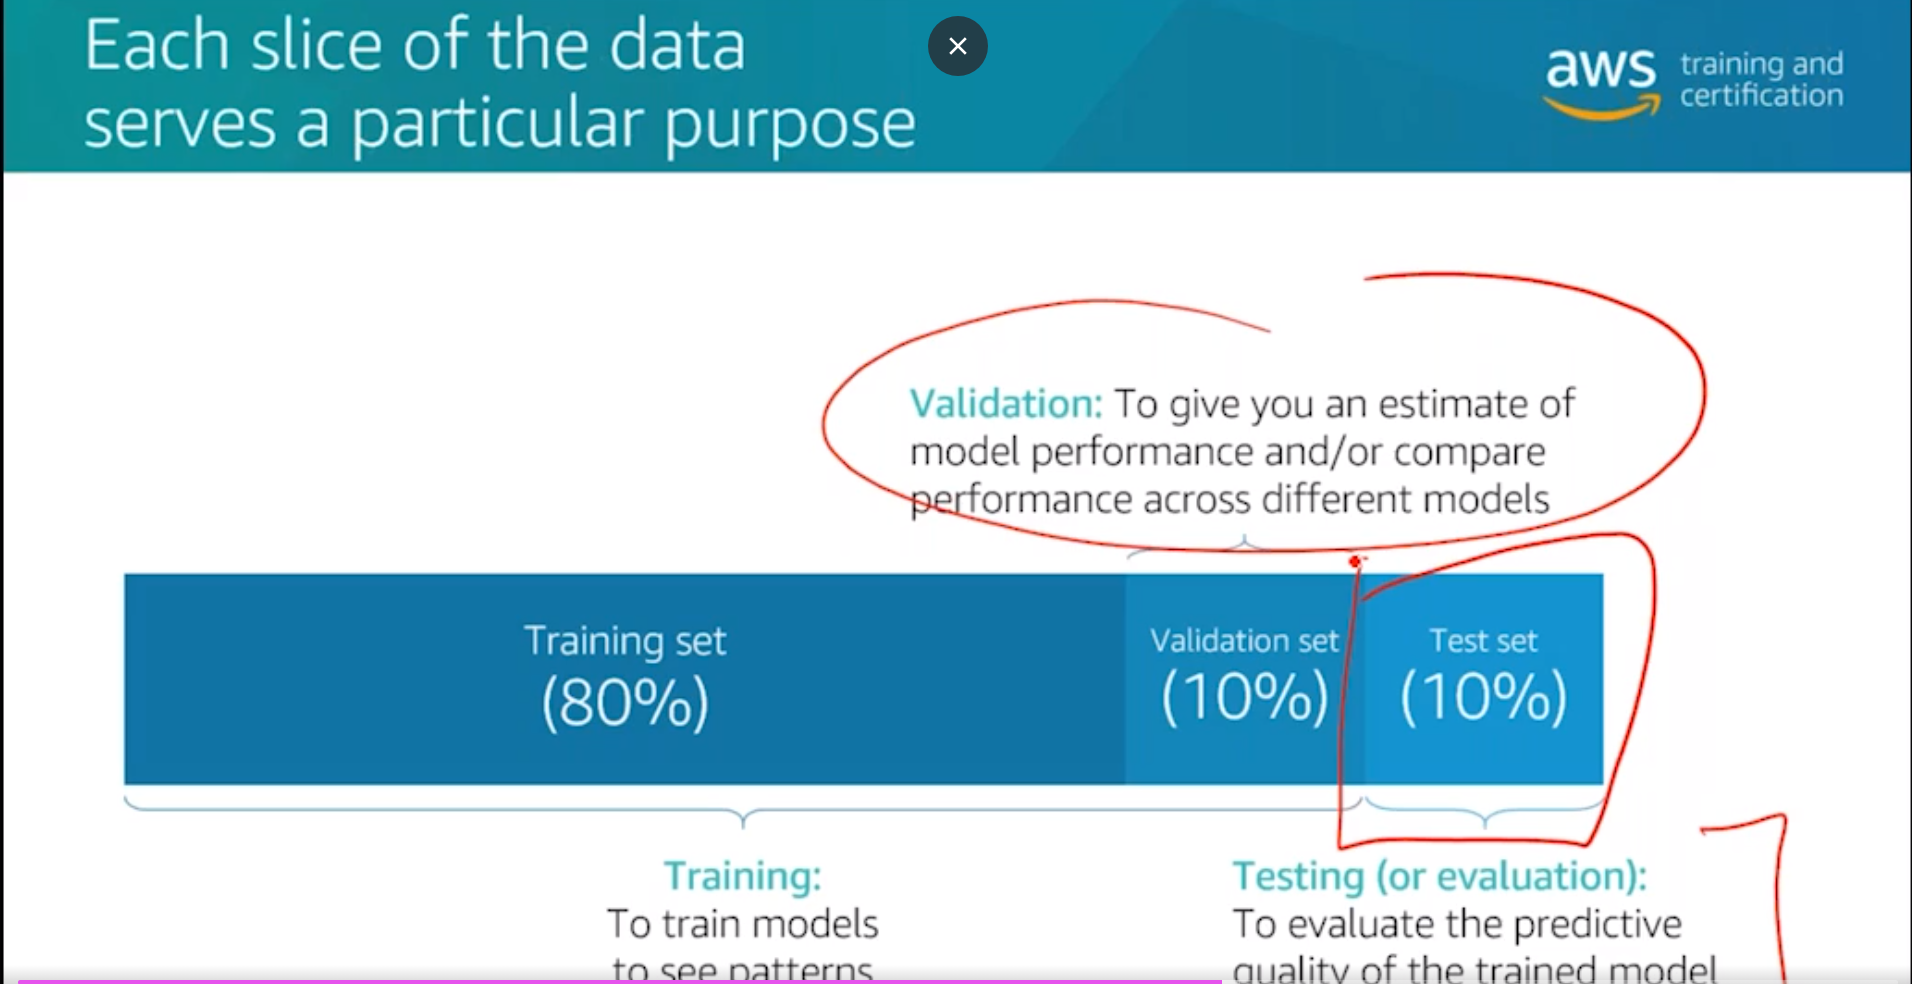 Each slice of the data
serves a particular purpose
aws
training and
certification
Validation: To give you an estimate of
model performance and/or compare
performance across different models
Training set
(80%)
Validation set
(10%)
Test set
(10%)
Training:
To train models
to see patterns
Testing (or evaluation):
To evaluate the predictive
quality of the trained model